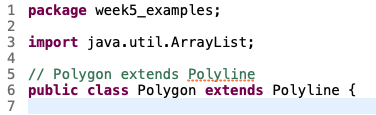 1 package week5_examples;
2
3 import java.util.ArrayList;
4
5 // Polygon extends Polyline
6 public class Polygon extends Polyline {
7